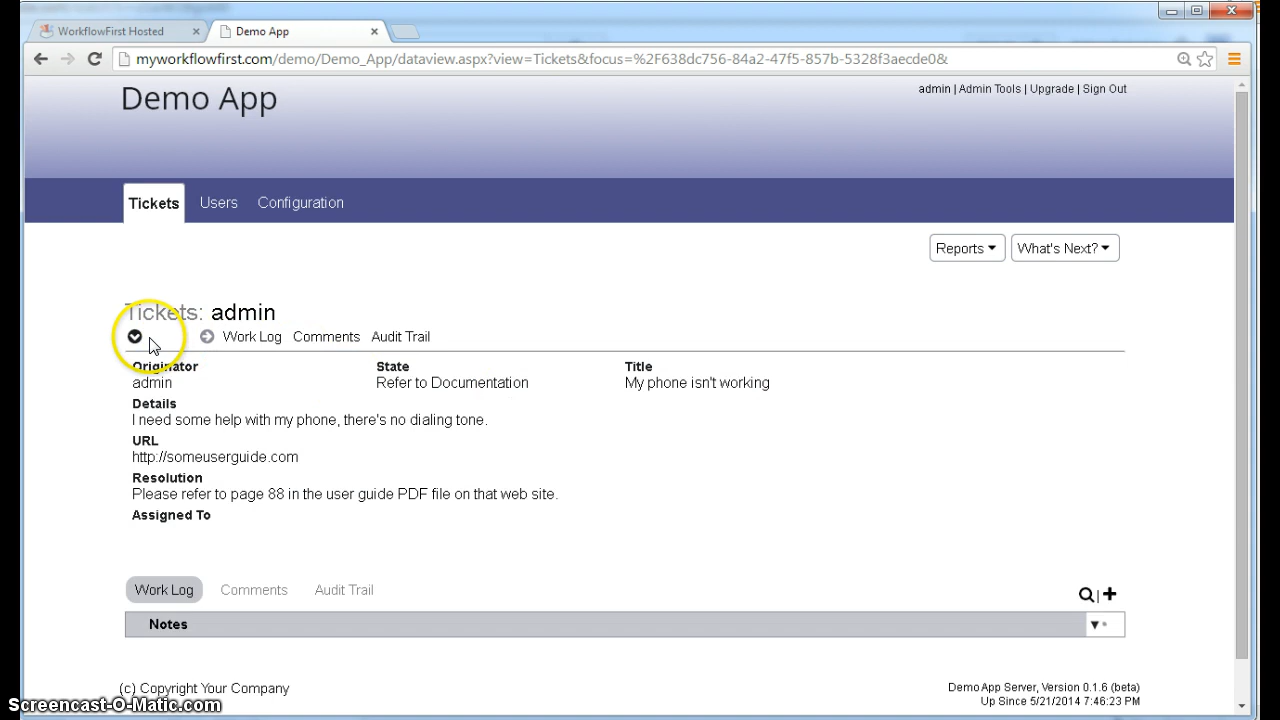 WorkflowFirst Hosted
Demo App
myworkflowfirst.com/demo/Demo_App/dataview.aspx?view=Tickets&focus=%2F638dc756-84a2-47f5-857b-5328f3aecde0&
Demo App
admin | Admin Tools | Upgrade | Sign Out
Tickets Users Configuration
Reports What's Next?
Tickets: admin
Work Log Comments Audit Trail
Originator State Title
admin Refer to Documentation My phone isn't working
Details
I need some help with my phone, there's no dialing tone.
URL
http://someuserguide.com
Resolution
Please refer to page 88 in the user guide PDF file on that web site.
Assigned To
Work Log Comments Audit Trail
Notes
(c) Copyright Your Company
Demo App Server, Version 0.1.6 (beta)
Up Since 5/21/2014 7:46:23 PM
Screencast-O-Matic.com